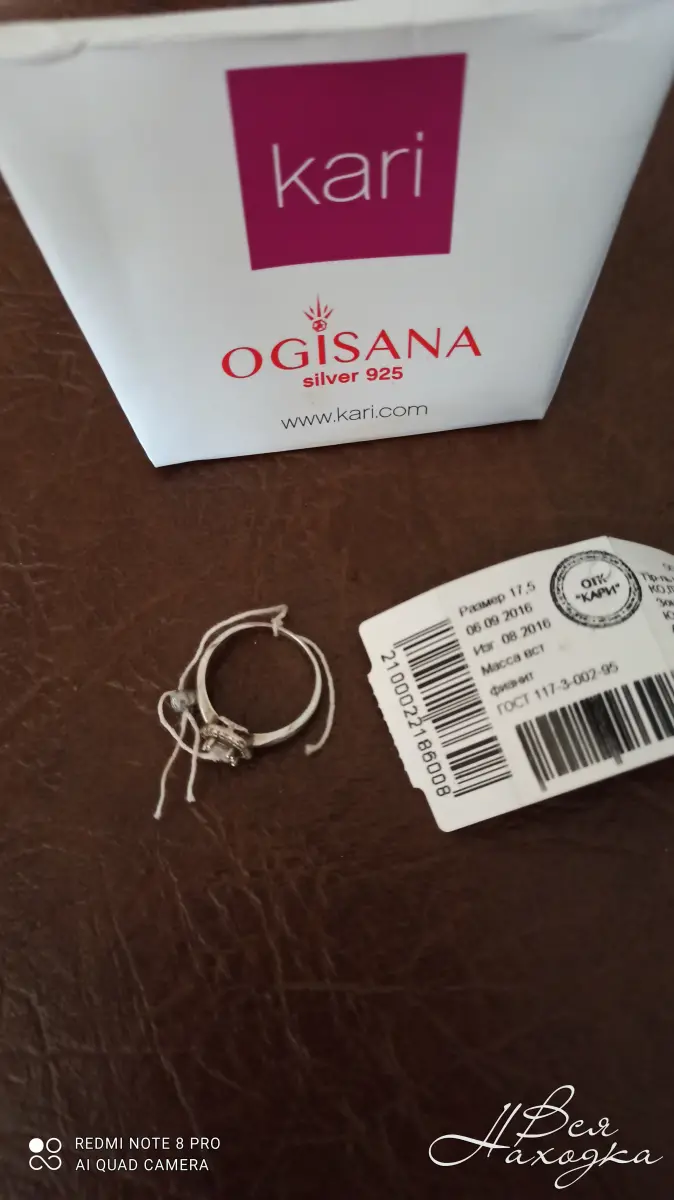 kari
OGISANA
silver 925
www.kari.com
Размер 17,5
06.09.2016
Изг. 08.2016
Масса вст
фианит
ГОСТ 117-3-002-95
2100022186008
ОТК
"КАРИ"
REDMI NOTE 8 PRO
AI QUAD CAMERA
Вся
Находка